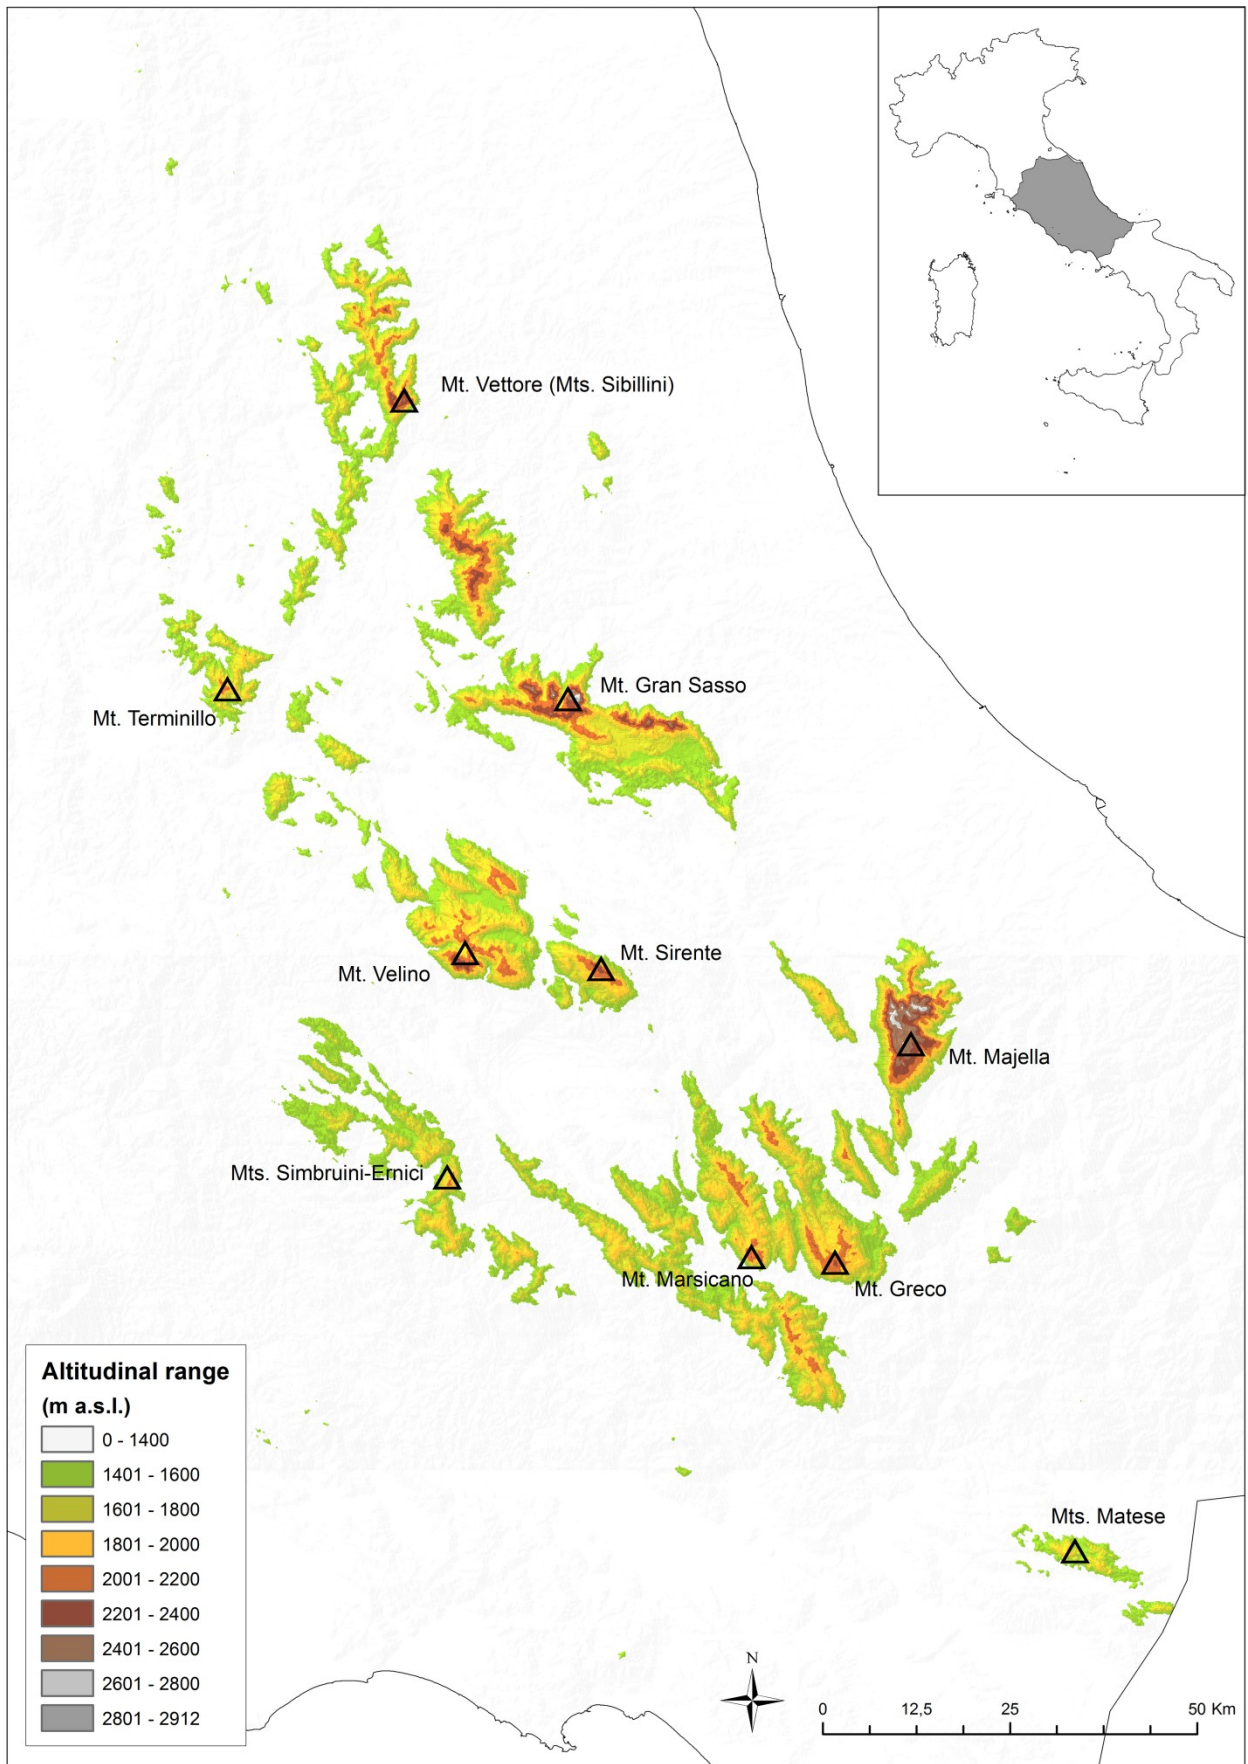 Mt. Vettore (Mts. Sibillini)
Mt. Gran Sasso
Mt. Terminillo
Mt. Sirente
Mt. Velino
Mt. Majella
Mts. Simbruini-Ernici
Mt. Marsicano
Mt. Greco
Altitudinal range
(m a.s.l.)
0 - 1400
1401 - 1600
1601 - 1800
1801 - 2000
2001 - 2200
2201 - 2400
2401 - 2600
2601 - 2800
2801 - 2912
Mts. Matese
N
0 12,5 25 50 Km